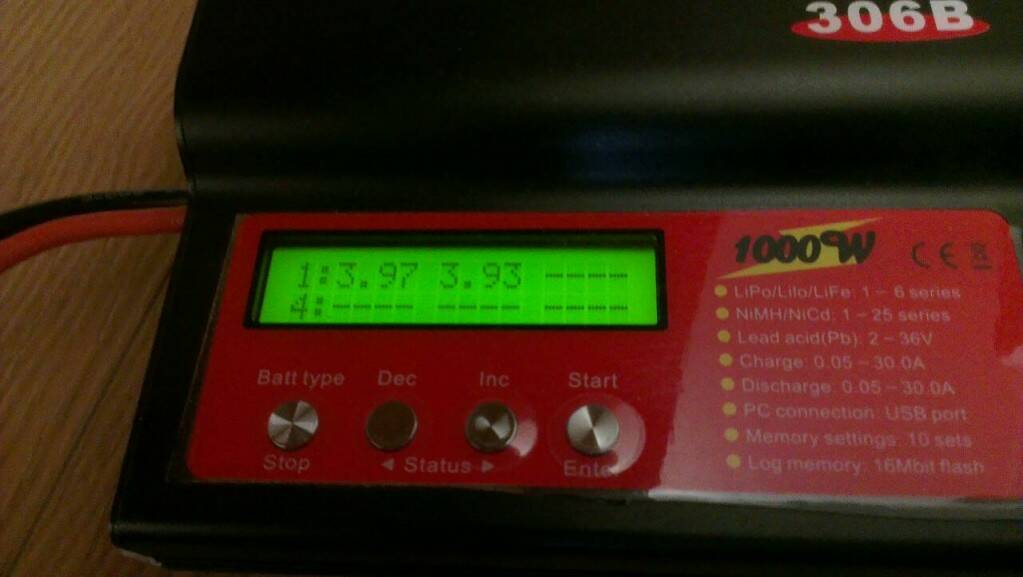 306B
1000W CE
1:3.97 3.93 ----
4:---- ---- ----
LiPo/LiIo/LiFe: 1 – 6 series
NiMH/NiCd: 1 – 25 series
Lead acid(Pb): 2 – 36V
Charge: 0.05 – 30.0A
Discharge: 0.05 – 30.0A
PC connection: USB port
Memory settings: 10 sets
Log memory: 16Mbit flash
Batt type Dec Inc Start
Stop ◄ Status ► Enter